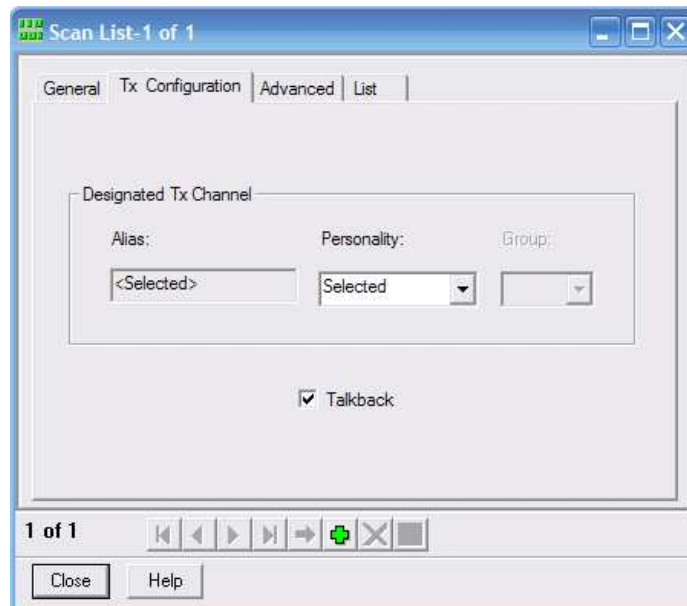 Scan List-1 of 1
General Tx Configuration Advanced List
Designated Tx Channel
Alias: Personality: Group:
<Selected> Selected
Talkback
1 of 1
Close Help